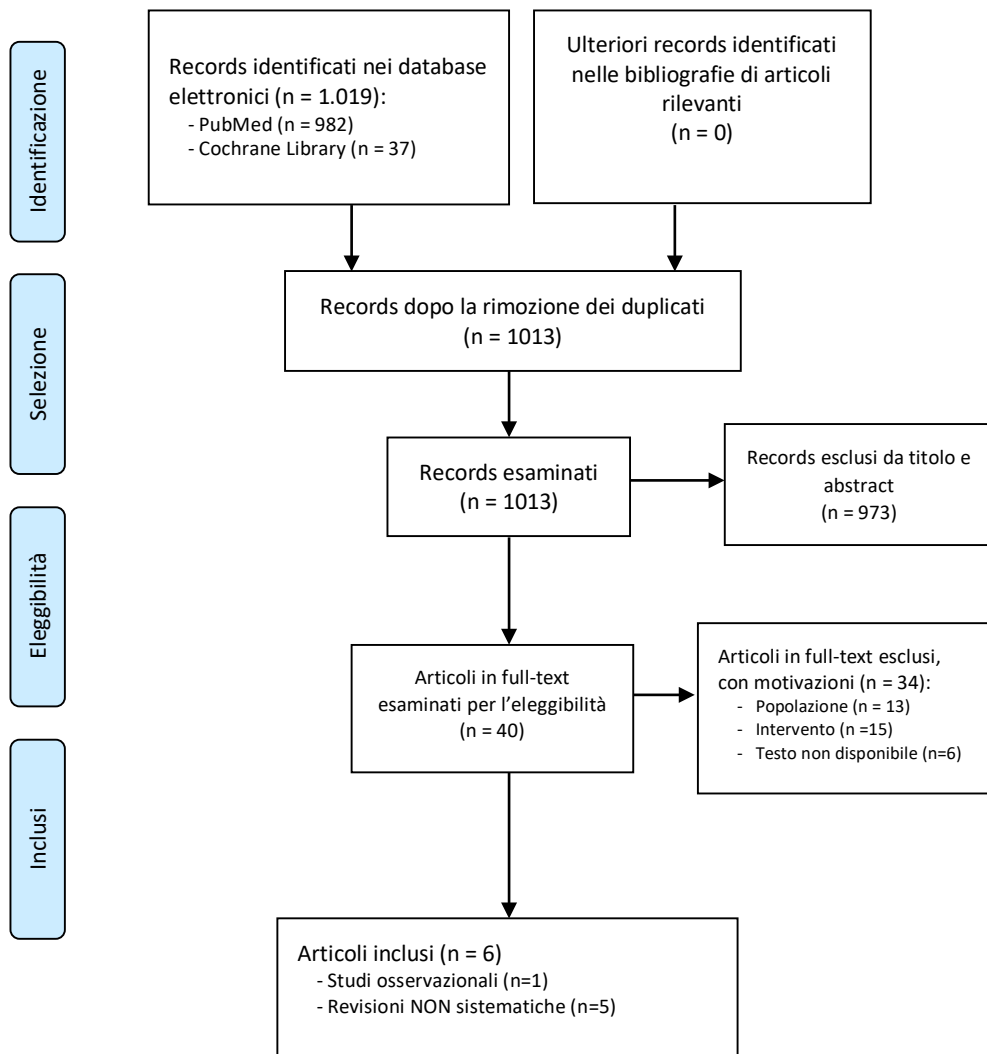 Identificazione
Records identificati nei database
elettronici (n = 1.019):
- PubMed (n = 982)
- Cochrane Library (n = 37)
Ulteriori records identificati
nelle bibliografie di articoli
rilevanti
(n = 0)
Selezione
Records dopo la rimozione dei duplicati
(n = 1013)
Records esaminati
(n = 1013)
Records esclusi da titolo e
abstract
(n = 973)
Eleggibilità
Articoli in full-text
esaminati per l’eleggibilità
(n = 40)
Articoli in full-text esclusi,
con motivazioni (n = 34):
- Popolazione (n = 13)
- Intervento (n =15)
- Testo non disponibile (n=6)
Inclusi
Articoli inclusi (n = 6)
- Studi osservazionali (n=1)
- Revisioni NON sistematiche (n=5)